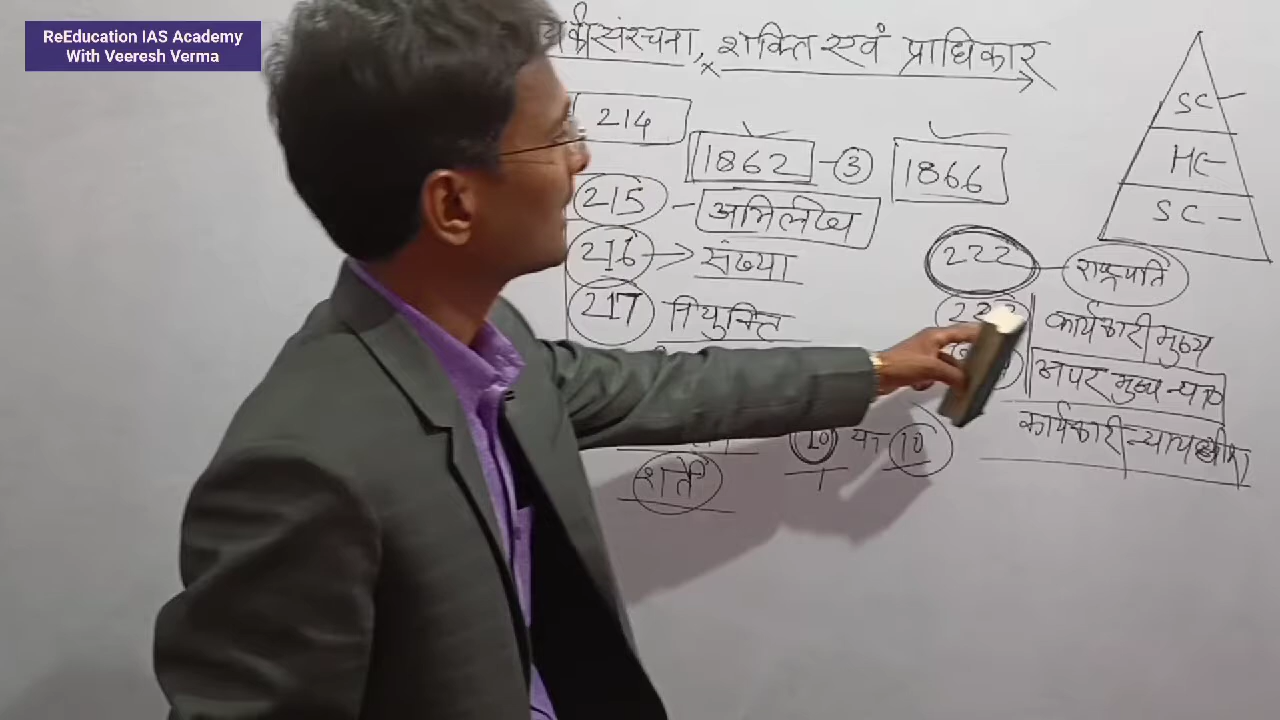 ReEducation IAS Academy
With Veeresh Verma
संरचना, शक्ति एवं प्राधिकार
214
1862 - 3 1866
215 - अभिलेख
216 → संख्या
217 नियुक्ति
SC
HC
SC
222 राष्ट्रपति
कार्यकारी मुख्य
अपर मुख्य न्या०
कार्यकारी न्यायधीश
10 या 10
शर्ते